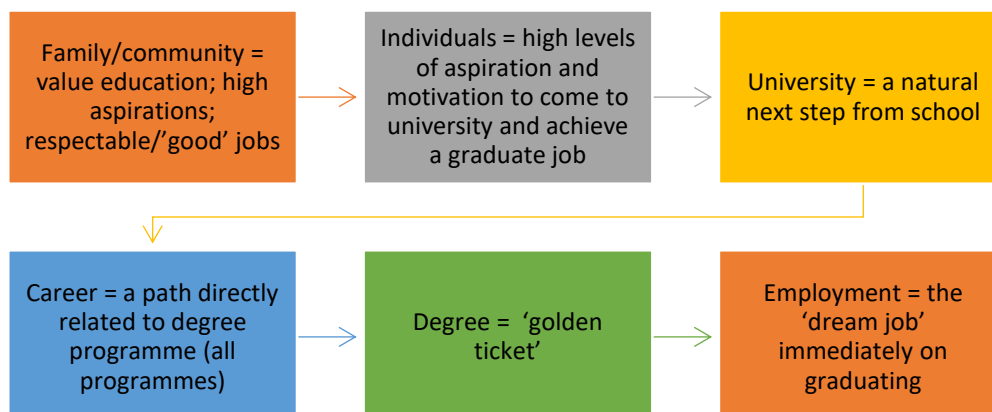 Family/community =
value education; high
aspirations;
respectable/’good’ jobs
Individuals = high levels
of aspiration and
motivation to come to
university and achieve
a graduate job
University = a natural
next step from school
Career = a path directly
related to degree
programme (all
programmes)
Degree = ‘golden
ticket’
Employment = the
‘dream job’
immediately on
graduating